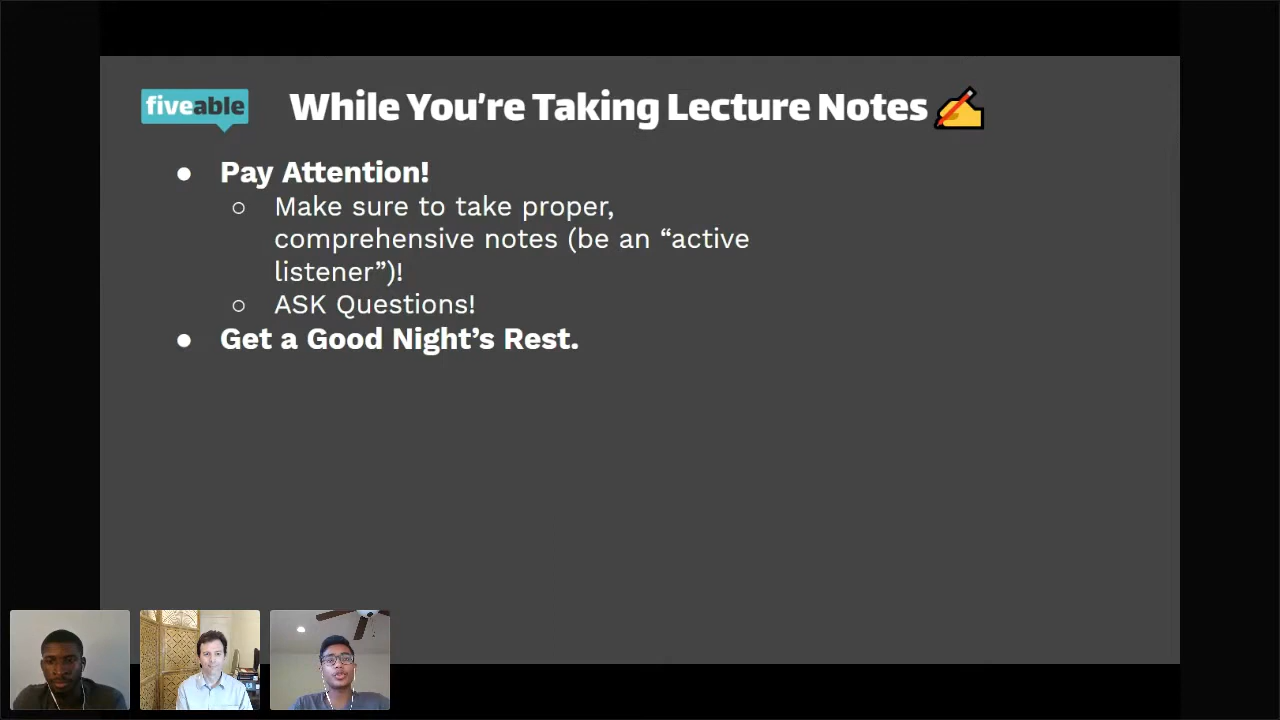 fiveable
While You're Taking Lecture Notes ✍
● Pay Attention!
○ Make sure to take proper,
comprehensive notes (be an “active
listener”)!
○ ASK Questions!
● Get a Good Night’s Rest.